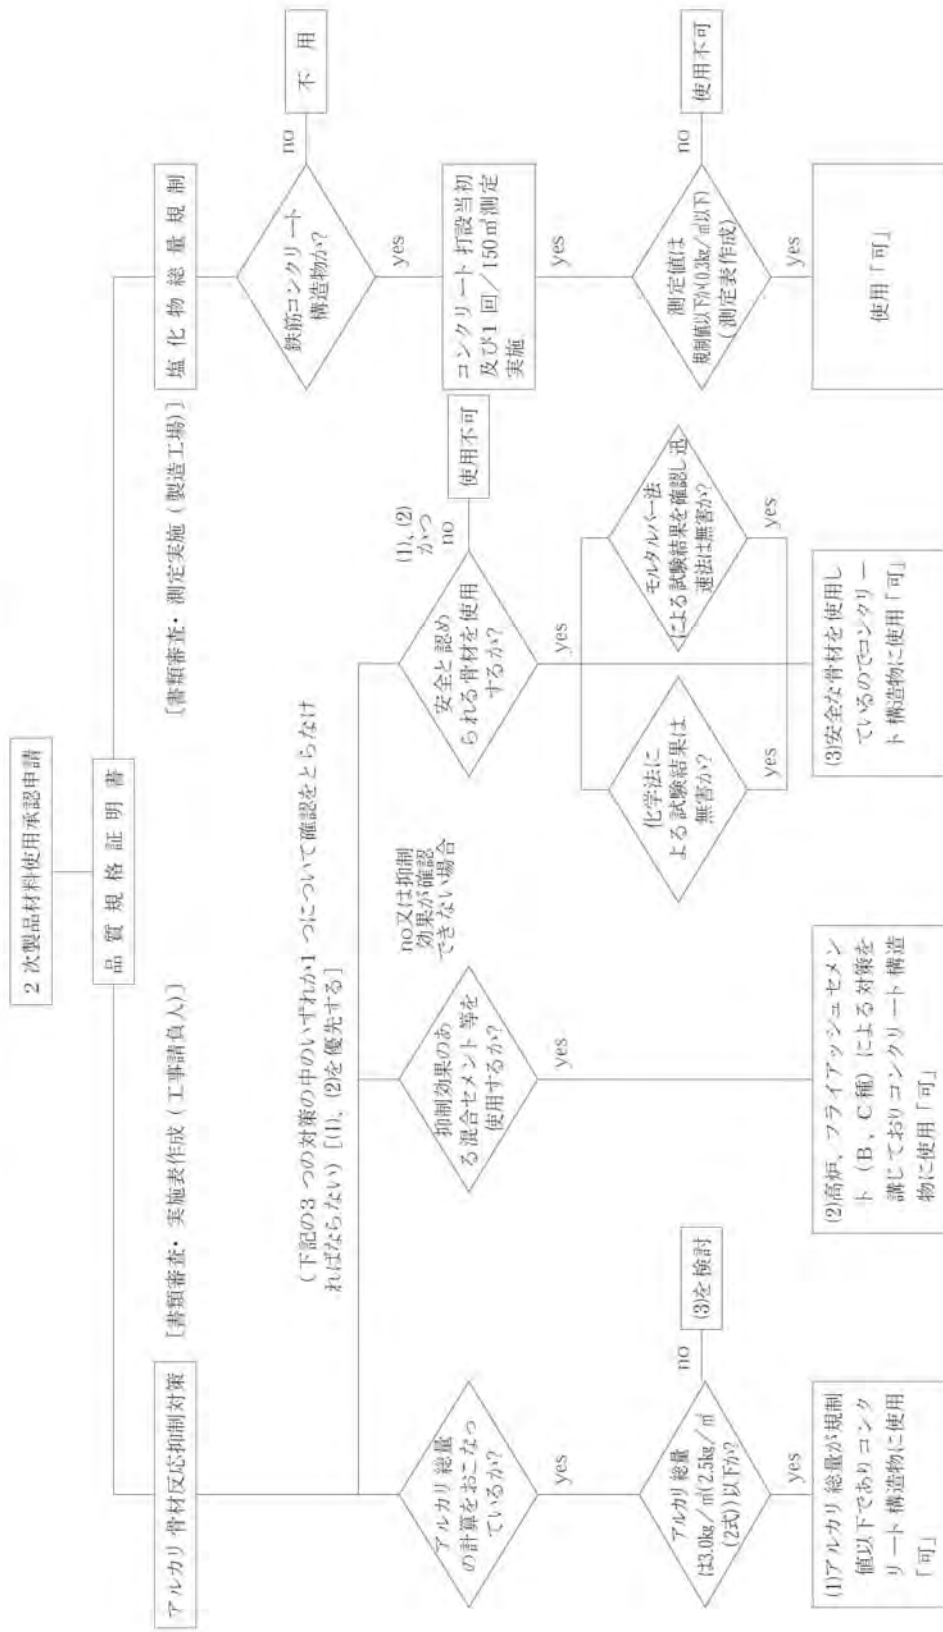 2 次製品材料使用承認申請
品 質 規 格 証 明 書
アルカリ骨材反応抑制対策
[書類審査・実施表作成（工事請負人）]
[書類審査・測定実施（製造工場）]
塩 化 物 総 量 規 制
（下記の3 つの対策の中のいずれか1 つについて確認をとらなけ
ればならない）[(1)、(2)を優先する]
アルカリ総量
の計算をおこなっ
ているか?
yes
アルカリ総量
は3.0kg／㎥(2.5kg／㎥
(2式))以下か?
no
(3)を検討
yes
(1)アルカリ総量が規制
値以下でありコンク
リート構造物に使用
「可」
抑制効果のあ
る混合セメント等を
使用するか?
no又は抑制
効果が確認
できない場合
yes
(2)高炉、フライアッシュセメン
ト（B、C 種）による対策を
講じておりコンクリート構造
物に使用「可」
安全と認め
られる骨材を使用
するか?
(1)、(2)
かつ
no
使用不可
yes
化学法に
よる試験結果は
無害か?
yes
モルタルバー法
による試験結果を確認し迅
速法は無害か?
yes
(3)安全な骨材を使用し
ているのでコンクリー
ト構造物に使用「可」
鉄筋コンクリート
構造物か?
no
不 用
yes
コンクリート打設当初
及び1 回／150㎥測定
実施
yes
測定値は
規制値以下か(0.3kg／㎥以下)
(測定表作成)
no
使用不可
yes
使用「可」